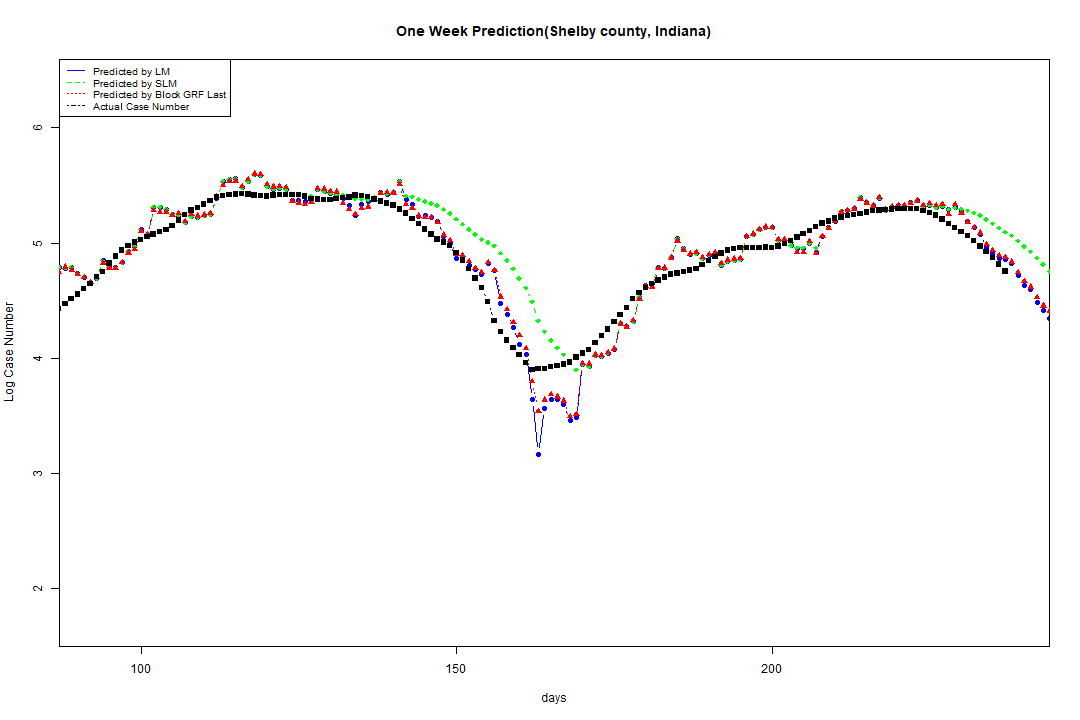 One Week Prediction(Shelby county, Indiana)
Predicted by LM
Predicted by SLM
Predicted by Block GRF Last
Actual Case Number
6
5
4
3
2
Log Case Number
100 150 200
days